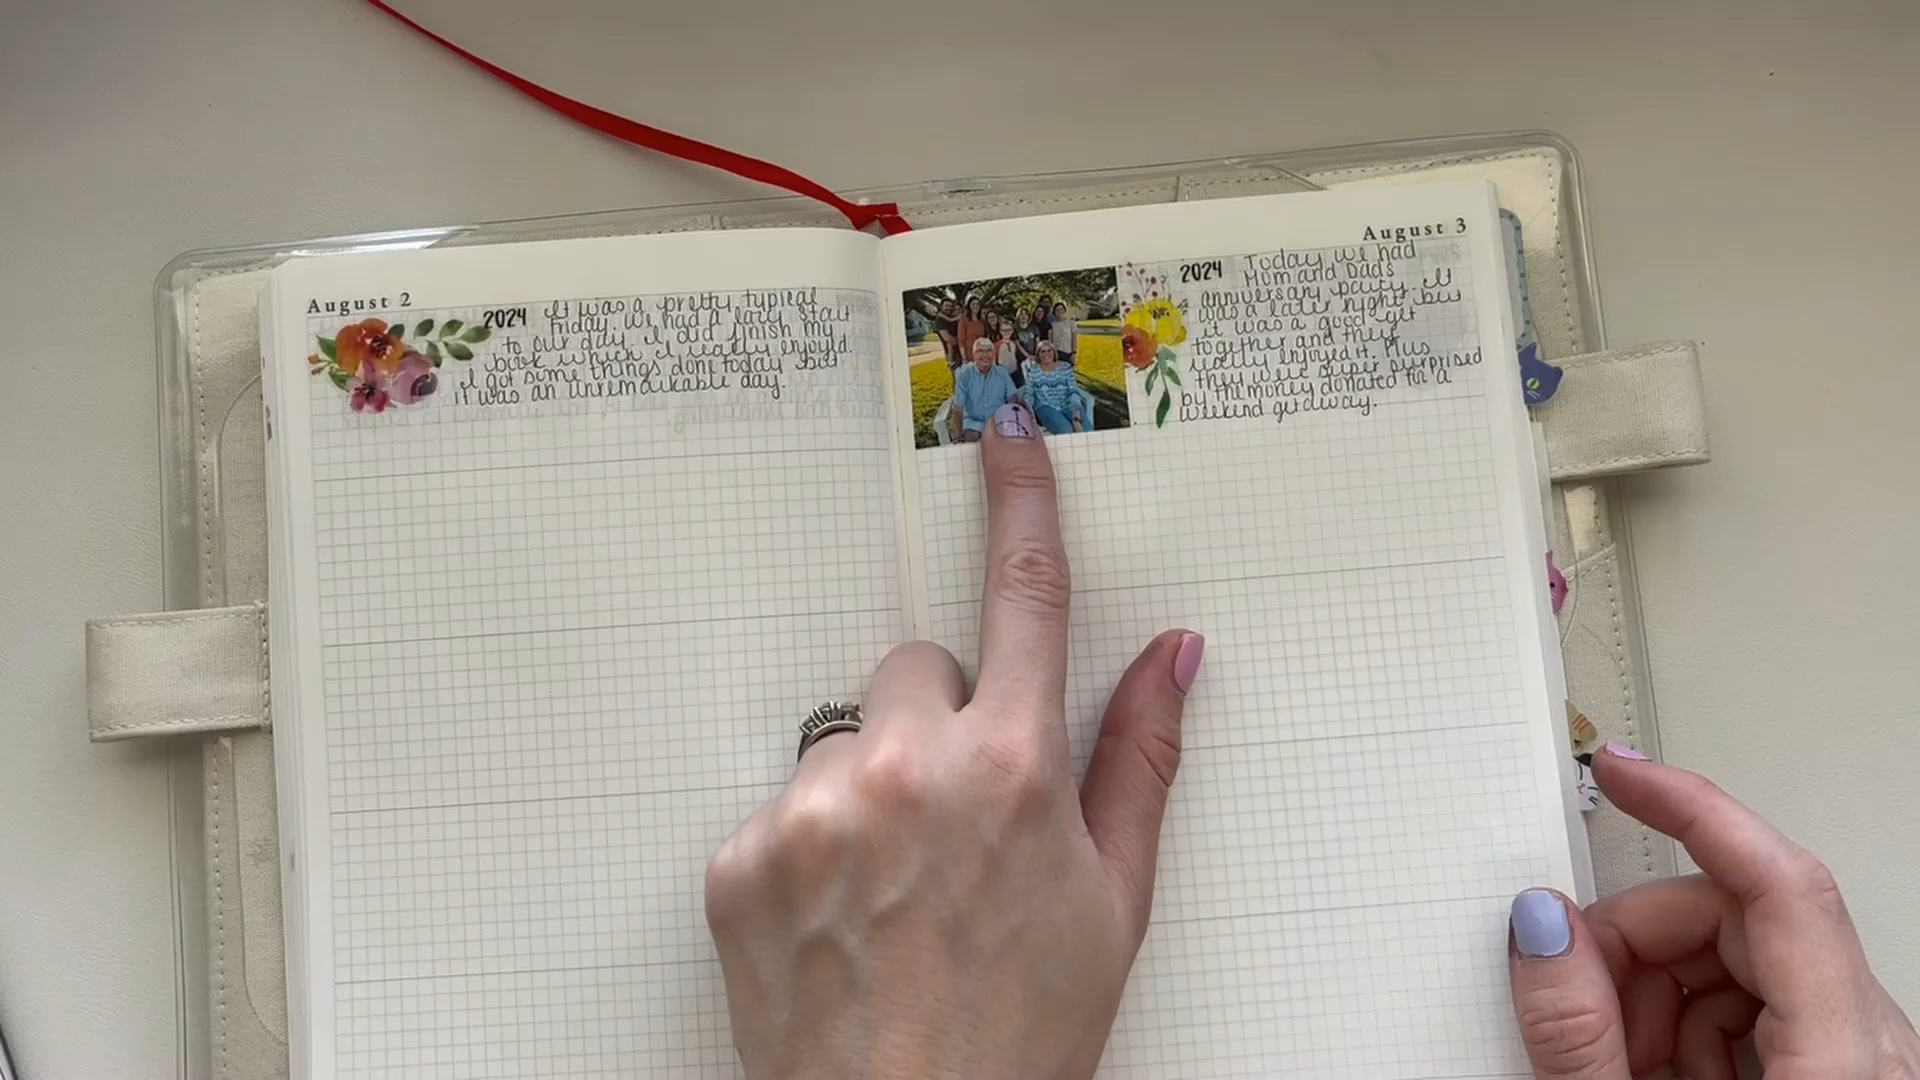 August 2
2024 It was a pretty typical
Friday. We had a lazy start
to our day. I did finish my
book which I really enjoyed.
I got some things done today but
it was an unremarkable day.
August 3
2024 Today we had
Mom and Dad's
anniversary party. It
was a later night but
it was a good get
together and they
really enjoyed it. Plus
they were super surprised
by the money donated for a
weekend getaway.